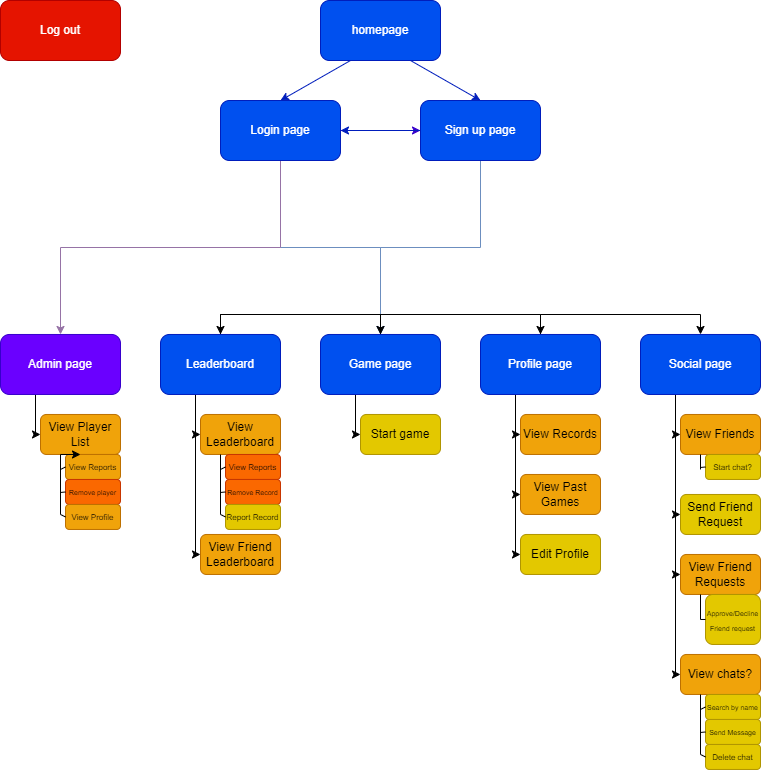 Log out
homepage
Login page
Sign up page
Admin page
Leaderboard
Game page
Profile page
Social page
View Player
List
View Reports
Remove player
View Profile
View
Leaderboard
View Reports
Remove Record
Report Record
View Friend
Leaderboard
Start game
View Records
View Past
Games
Edit Profile
View Friends
Start chat?
Send Friend
Request
View Friend
Requests
Approve/Decline
Friend request
View chats?
Search by name
Send Message
Delete chat